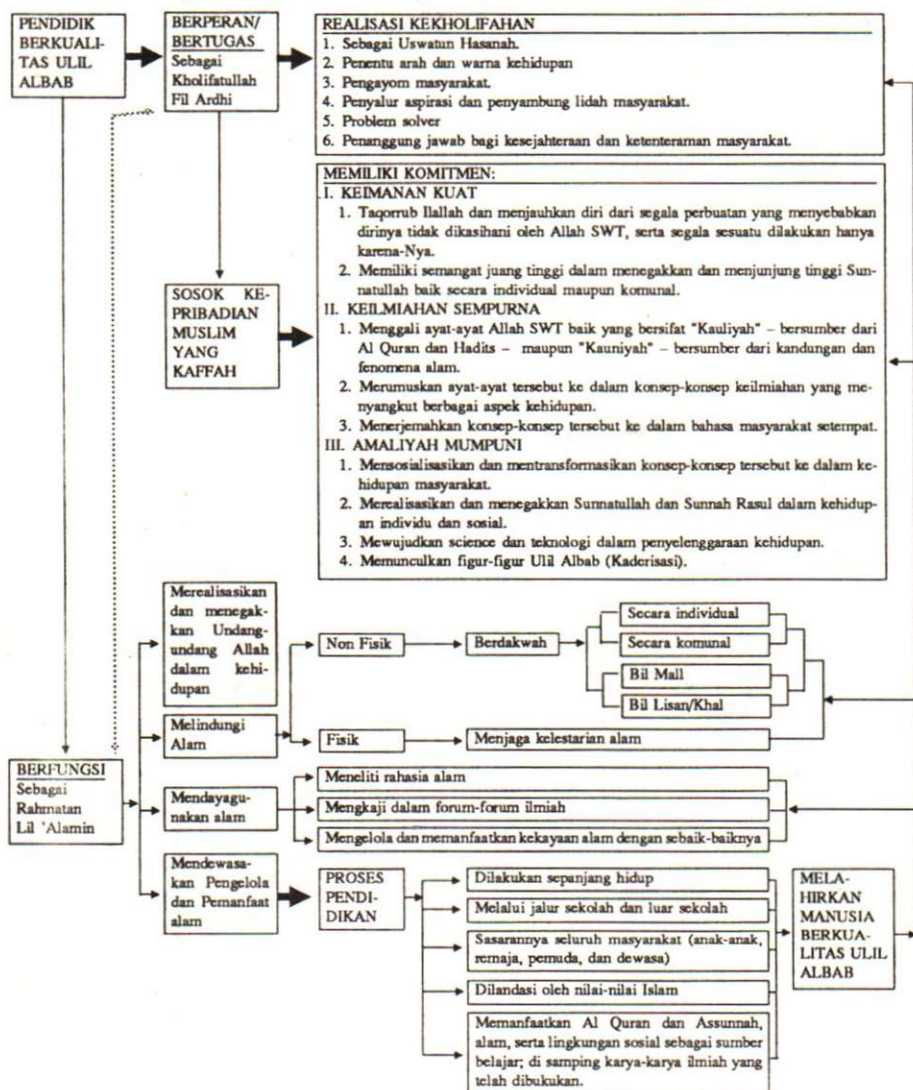 PENDIDIK
BERKUALI-
TAS ULIL
ALBAB
BERPERAN/
BERTUGAS
Sebagai
Kholifatullah
Fil Ardhi
REALISASI KEKHOLIFAHAN
1. Sebagai Uswatun Hasanah.
2. Penentu arah dan warna kehidupan
3. Pengayom masyarakat.
4. Penyalur aspirasi dan penyambung lidah masyarakat.
5. Problem solver
6. Penanggung jawab bagi kesejahteraan dan ketenteraman masyarakat.
SOSOK KE-
PRIBADIAN
MUSLIM
YANG
KAFFAH
MEMILIKI KOMITMEN:
I. KEIMANAN KUAT
1. Taqorrub Ilallah dan menjauhkan diri dari segala perbuatan yang menyebabkan
dirinya tidak dikasihani oleh Allah SWT, serta segala sesuatu dilakukan hanya
karena-Nya.
2. Memiliki semangat juang tinggi dalam menegakkan dan menjunjung tinggi Sun-
natullah baik secara individual maupun komunal.
II. KEILMIAHAN SEMPURNA
1. Menggali ayat-ayat Allah SWT baik yang bersifat "Kauliyah" – bersumber dari
Al Quran dan Hadits – maupun "Kauniyah" – bersumber dari kandungan dan
fenomena alam.
2. Merumuskan ayat-ayat tersebut ke dalam konsep-konsep keilmiahan yang me-
nyangkut berbagai aspek kehidupan.
3. Menerjemahkan konsep-konsep tersebut ke dalam bahasa masyarakat setempat.
III. AMALIYAH MUMPUNI
1. Mensosialisasikan dan mentransformasikan konsep-konsep tersebut ke dalam ke-
hidupan masyarakat.
2. Merealisasikan dan menegakkan Sunnatullah dan Sunnah Rasul dalam kehidup-
an individu dan sosial.
3. Mewujudkan science dan teknologi dalam penyelenggaraan kehidupan.
4. Memunculkan figur-figur Ulil Albab (Kaderisasi).
BERFUNGSI
Sebagai
Rahmatan
Lil 'Alamin
Merealisasikan
dan menegak-
kan Undang-
undang Allah
dalam kehi-
dupan
Melindungi
Alam
Non Fisik
Berdakwah
Secara individual
Secara komunal
Bil Mall
Bil Lisan/Khal
Fisik
Menjaga kelestarian alam
Mendayagu-
nakan alam
Meneliti rahasia alam
Mengkaji dalam forum-forum ilmiah
Mengelola dan memanfaatkan kekayaan alam dengan sebaik-baiknya
Mendewasa-
kan Pengelola
dan Pemanfaat
alam
PROSES
PENDI-
DIKAN
Dilakukan sepanjang hidup
Melalui jalur sekolah dan luar sekolah
Sasarannya seluruh masyarakat (anak-anak,
remaja, pemuda, dan dewasa)
Dilandasi oleh nilai-nilai Islam
Memanfaatkan Al Quran dan Assunnah,
alam, serta lingkungan sosial sebagai sumber
belajar; di samping karya-karya ilmiah yang
telah dibukukan.
MELA-
HIRKAN
MANUSIA
BERKUA-
LITAS ULIL
ALBAB